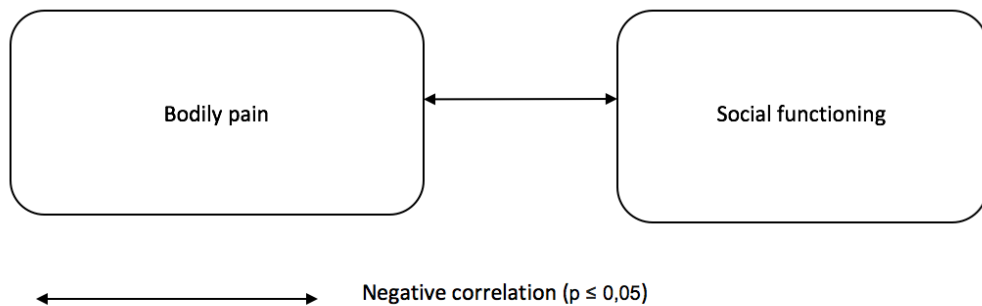 Bodily pain
Social functioning
Negative correlation (p ≤ 0,05)